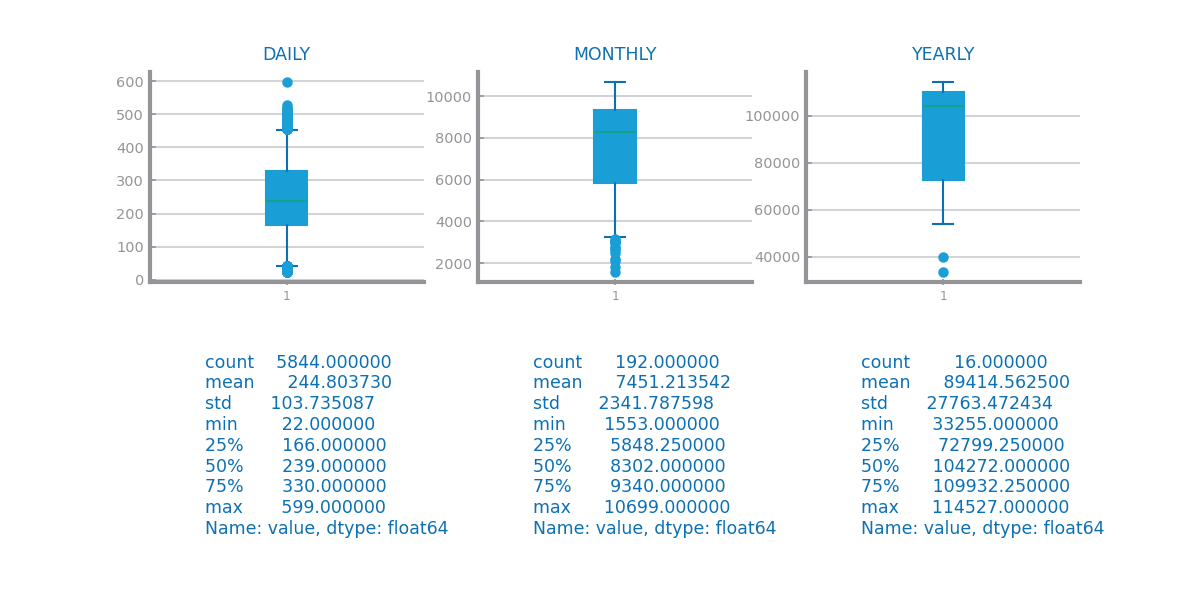 DAILY
600
500
400
300
200
100
0
1
MONTHLY
10000
8000
6000
4000
2000
1
YEARLY
100000
80000
60000
40000
1
count 5844.000000
mean 244.803730
std 103.735087
min 22.000000
25% 166.000000
50% 239.000000
75% 330.000000
max 599.000000
Name: value, dtype: float64
count 192.000000
mean 7451.213542
std 2341.787598
min 1553.000000
25% 5848.250000
50% 8302.000000
75% 9340.000000
max 10699.000000
Name: value, dtype: float64
count 16.000000
mean 89414.562500
std 27763.472434
min 33255.000000
25% 72799.250000
50% 104272.000000
75% 109932.250000
max 114527.000000
Name: value, dtype: float64